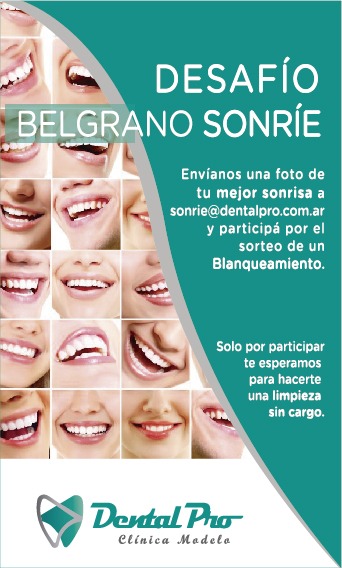 DESAFÍO
BELGRANO SONRÍE
Envíanos una foto de
tu mejor sonrisa a
sonrie@dentalpro.com.ar
y participá por el
sorteo de un
Blanqueamiento.
Solo por participar
te esperamos
para hacerte
una limpieza
sin cargo.
Dental Pro
Clínica Modelo